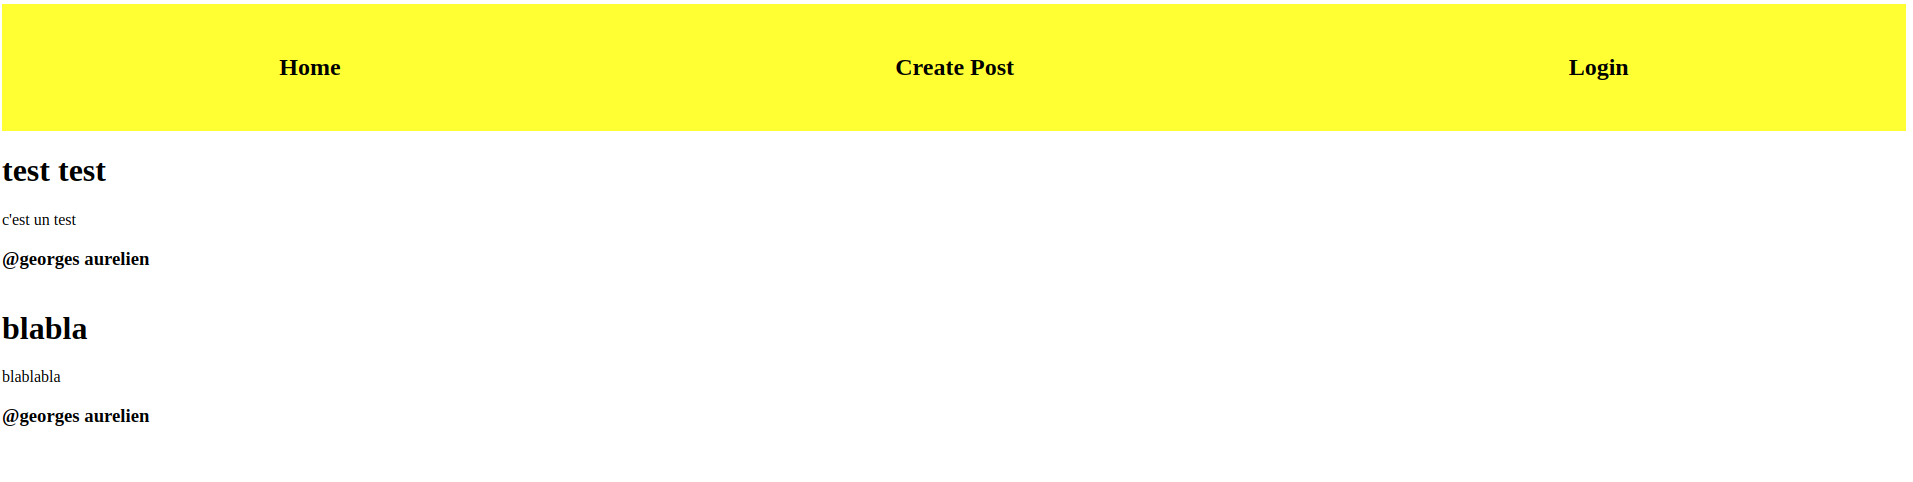 Home Create Post Login
test test
c'est un test
@georges aurelien
blabla
blablabla
@georges aurelien